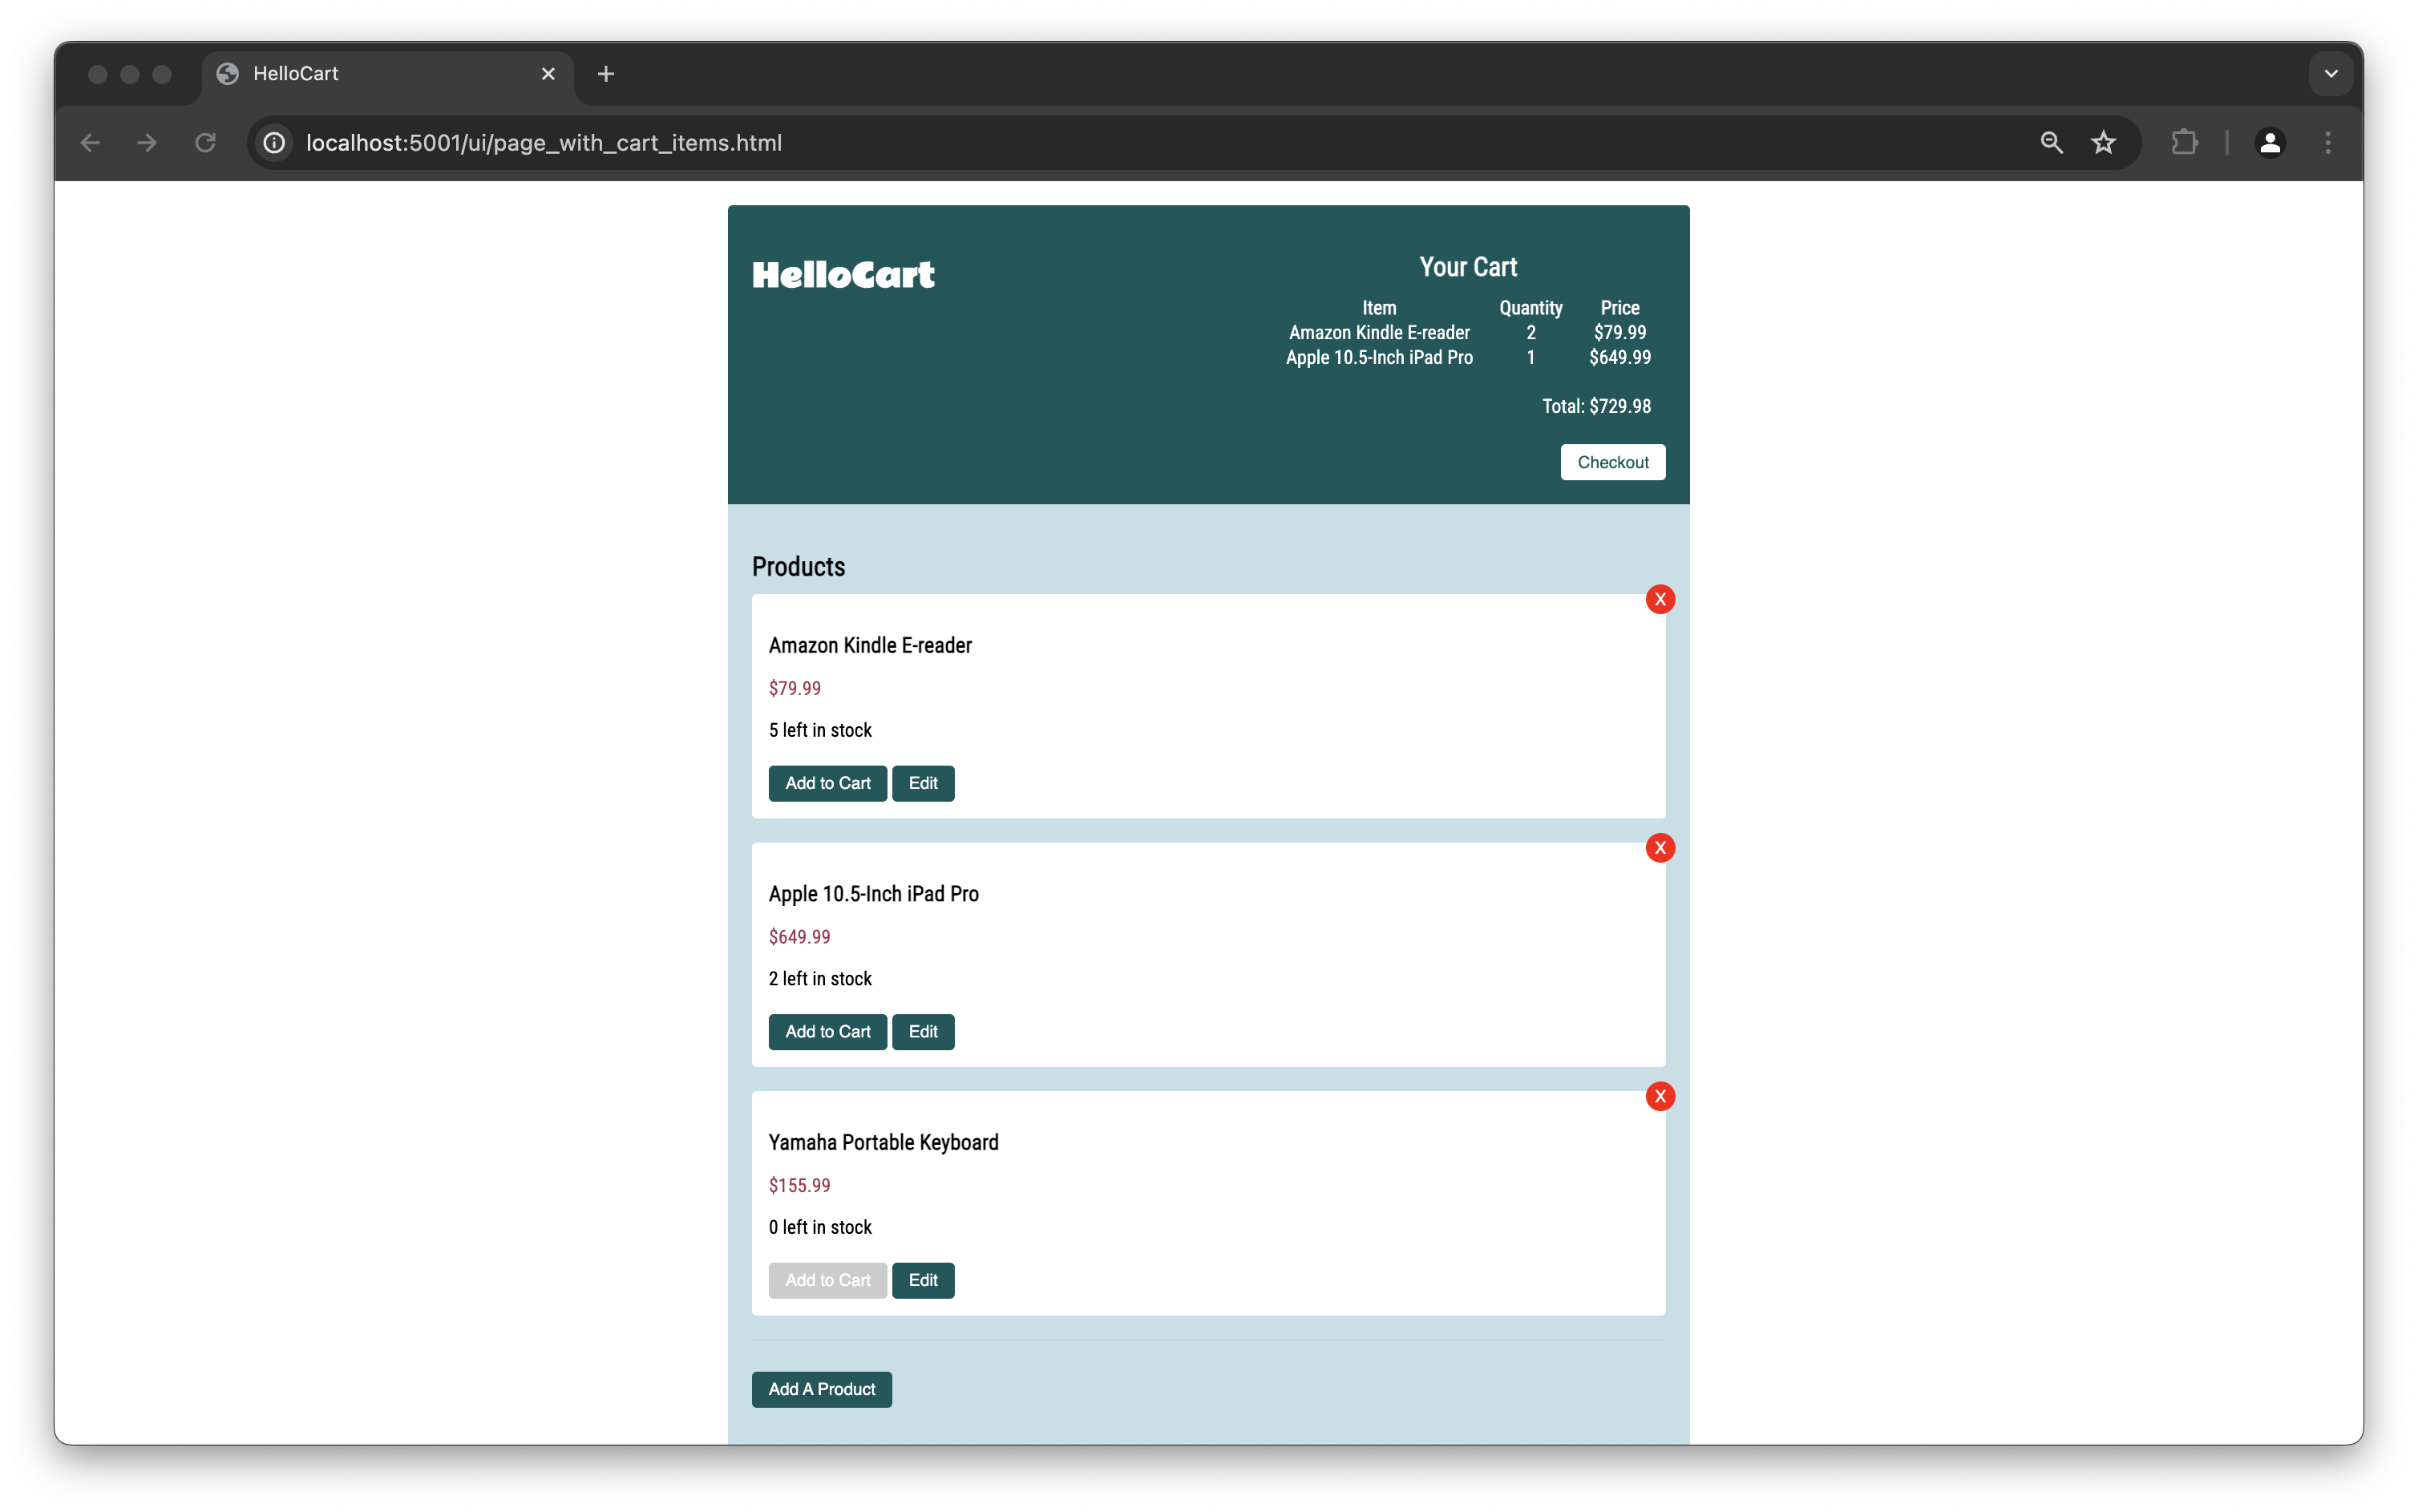 HelloCart
localhost:5001/ui/page_with_cart_items.html
HelloCart
Your Cart
Item Quantity Price
Amazon Kindle E-reader 2 $79.99
Apple 10.5-Inch iPad Pro 1 $649.99
Total: $729.98
Checkout
Products
X
Amazon Kindle E-reader
$79.99
5 left in stock
Add to Cart Edit
X
Apple 10.5-Inch iPad Pro
$649.99
2 left in stock
Add to Cart Edit
X
Yamaha Portable Keyboard
$155.99
0 left in stock
Add to Cart Edit
Add A Product